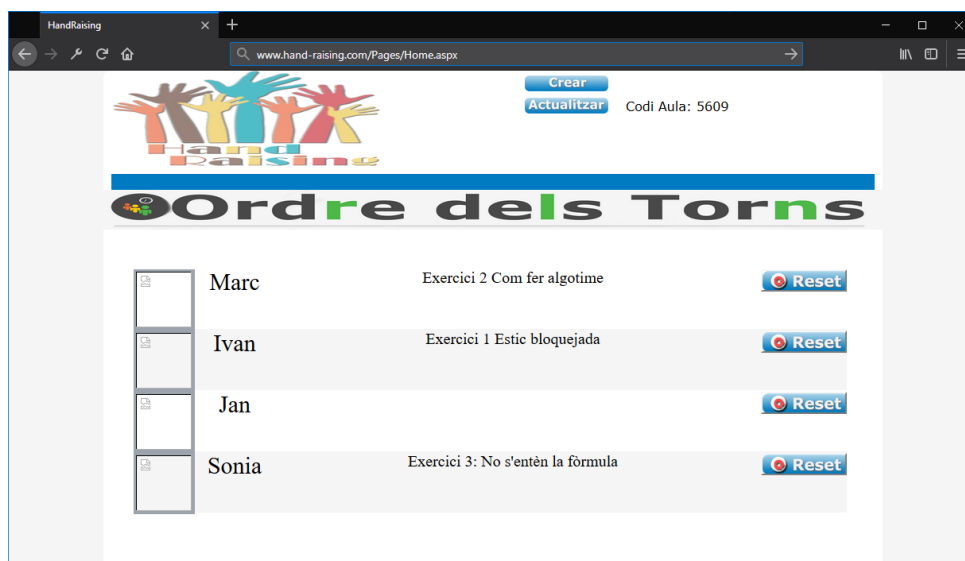 HandRaising
www.hand-raising.com/Pages/Home.aspx
Crear
Actualitzar Codi Aula: 5609
Hand
Raising
Ordre dels Torns
Marc Exercici 2 Com fer algotime Reset
Ivan Exercici 1 Estic bloquejada Reset
Jan Reset
Sonia Exercici 3: No s'entèn la fòrmula Reset